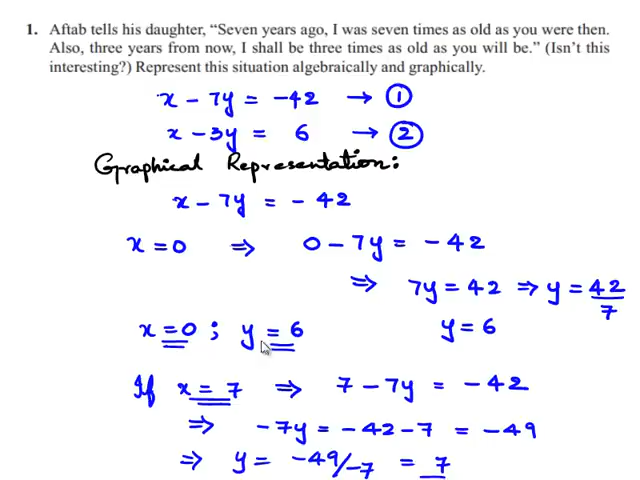 1. Aftab tells his daughter, “Seven years ago, I was seven times as old as you were then.
Also, three years from now, I shall be three times as old as you will be.” (Isn't this
interesting?) Represent this situation algebraically and graphically.
x - 7y = -42 → ①
x - 3y = 6 → ②
Graphical Representation:
x - 7y = - 42
x = 0 ⇒ 0 - 7y = -42
⇒ 7y = 42 ⇒ y = 42/7
x = 0 ; y = 6 y = 6
If x = 7 ⇒ 7 - 7y = -42
⇒ -7y = -42 - 7 = -49
⇒ y = -49/-7 = 7